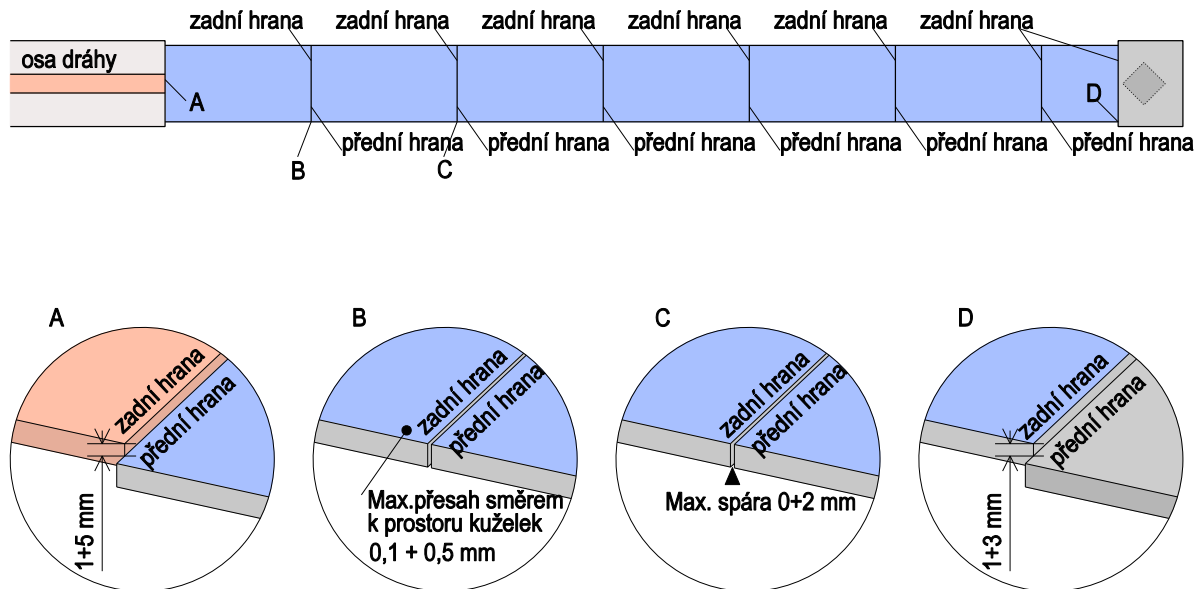 zadní hrana zadní hrana zadní hrana zadní hrana zadní hrana zadní hrana
osa dráhy
A
D
přední hrana přední hrana přední hrana přední hrana přední hrana přední hrana
B
C
A
B
C
D
zadní hrana
přední hrana
1+5 mm
zadní hrana
přední hrana
Max.přesah směrem
k prostoru kuželek
0,1 + 0,5 mm
zadní hrana
přední hrana
Max. spára 0+2 mm
zadní hrana
přední hrana
1+3 mm